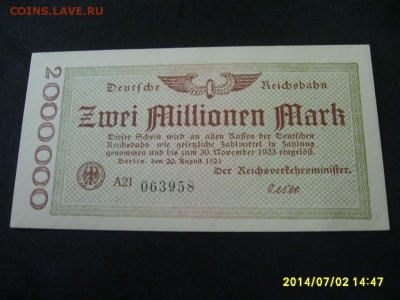 COINS.LAVE.RU
Deutsche Reichsbahn
Zwei Millionen Mark
Dieser Schein wird an allen Kassen der Deutschen
Reichsbahn wie gesetzliche Zahlmittel in Zahlung
genommen und bis zum 30. November 1923 eingelöst.
Berlin, den 20. August 1923
Der Reichsverkehrsminister.
A21 063958
Oeser
2000000
2014/07/02 14:47